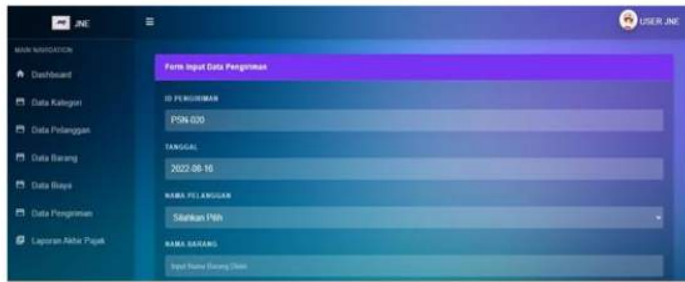 JNE
USER JNE
MAIN NAVIGATION
Dashboard
Data Kategori
Data Pelanggan
Data Barang
Data Biaya
Data Pengiriman
Laporan Akhir Pajak
Form Input Data Pengiriman
ID PENGIRIMAN
PSN-020
TANGGAL
2022-08-16
NAMA PELANGGAN
Silahkan Pilih
NAMA BARANG
Input Nama Barang Disini